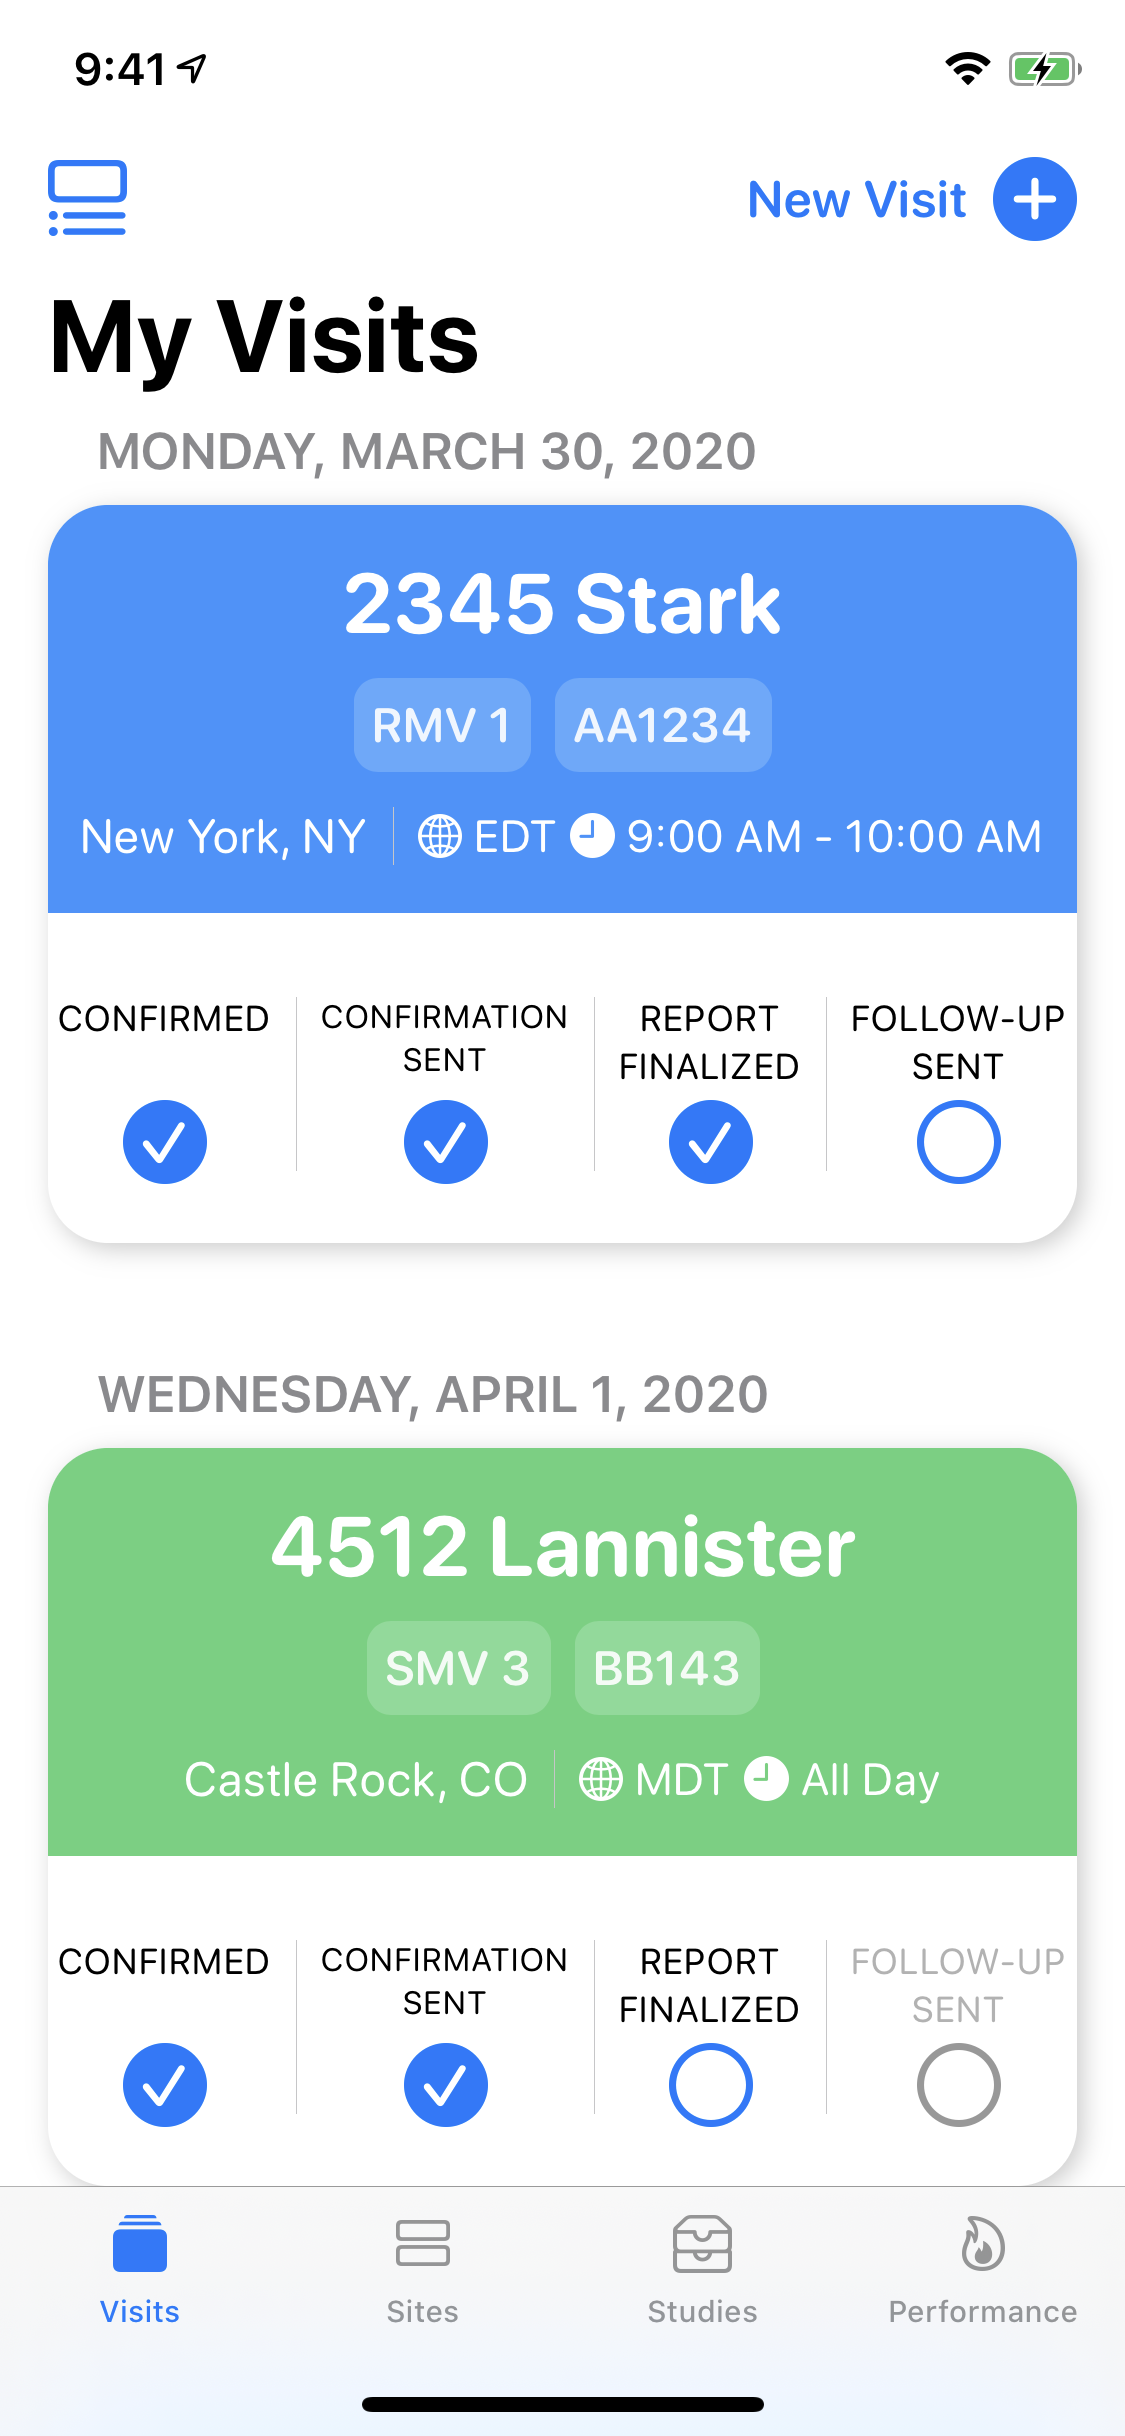 9:41
New Visit
My Visits
MONDAY, MARCH 30, 2020
2345 Stark
RMV 1 AA1234
New York, NY EDT 9:00 AM - 10:00 AM
CONFIRMED
CONFIRMATION
SENT
REPORT
FINALIZED
FOLLOW-UP
SENT
WEDNESDAY, APRIL 1, 2020
4512 Lannister
SMV 3 BB143
Castle Rock, CO MDT All Day
CONFIRMED
CONFIRMATION
SENT
REPORT
FINALIZED
FOLLOW-UP
SENT
Visits Sites Studies Performance